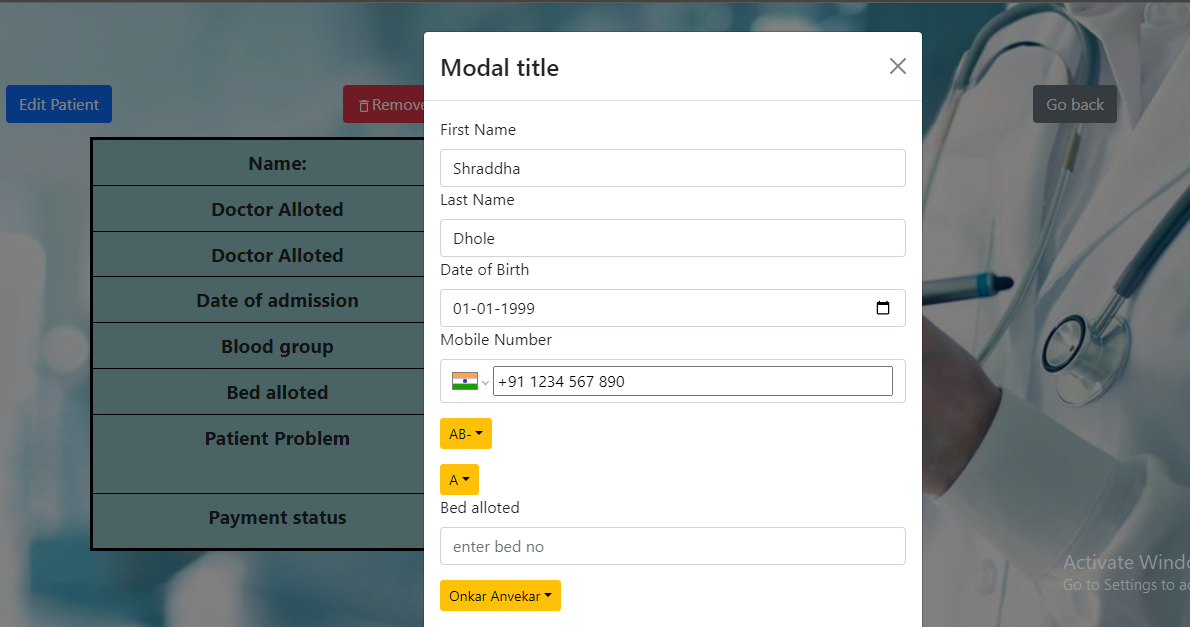 Modal title
Edit Patient
Remove
Go back
First Name
Shraddha
Last Name
Dhole
Date of Birth
01-01-1999
Mobile Number
+91 1234 567 890
AB-
A
Bed alloted
enter bed no
Onkar Anvekar
Name:
Doctor Alloted
Doctor Alloted
Date of admission
Blood group
Bed alloted
Patient Problem
Payment status
Activate Windo
Go to Settings to ac